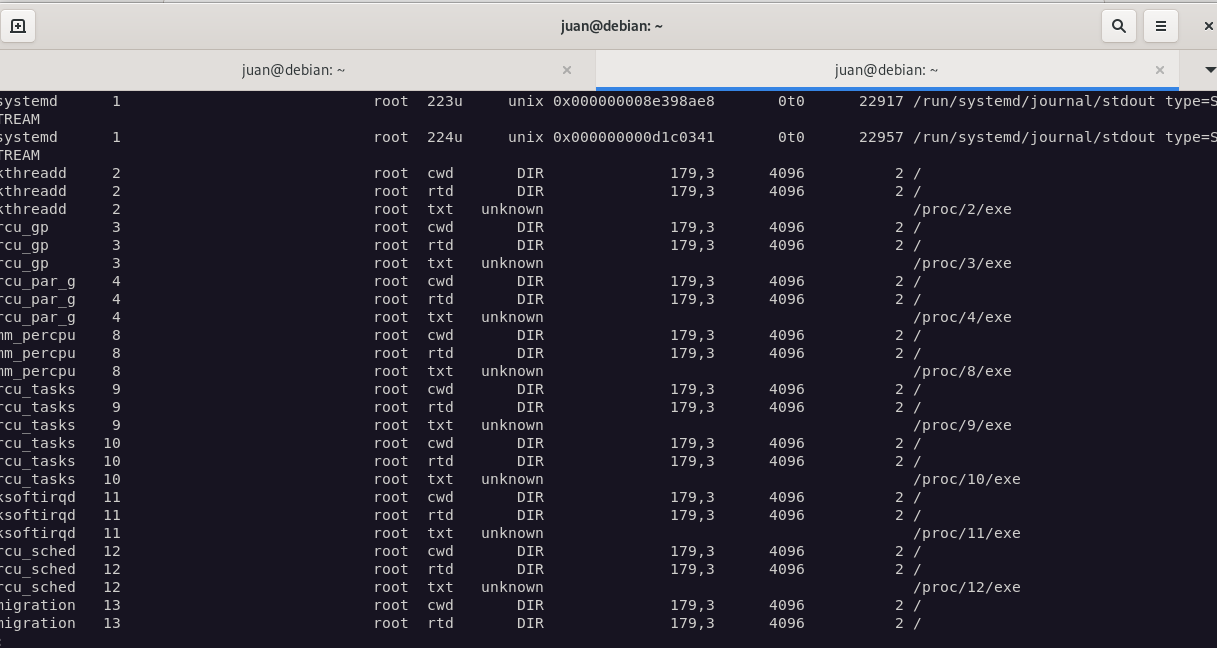 juan@debian: ~
juan@debian: ~ × juan@debian: ~ ×
systemd 1 root 223u unix 0x000000008e398ae8 0t0 22917 /run/systemd/journal/stdout type=S
TREAM
systemd 1 root 224u unix 0x000000000d1c0341 0t0 22957 /run/systemd/journal/stdout type=S
TREAM
kthreadd 2 root cwd DIR 179,3 4096 2 /
kthreadd 2 root rtd DIR 179,3 4096 2 /
kthreadd 2 root txt unknown /proc/2/exe
rcu_gp 3 root cwd DIR 179,3 4096 2 /
rcu_gp 3 root rtd DIR 179,3 4096 2 /
rcu_gp 3 root txt unknown /proc/3/exe
rcu_par_g 4 root cwd DIR 179,3 4096 2 /
rcu_par_g 4 root rtd DIR 179,3 4096 2 /
rcu_par_g 4 root txt unknown /proc/4/exe
mm_percpu 8 root cwd DIR 179,3 4096 2 /
mm_percpu 8 root rtd DIR 179,3 4096 2 /
mm_percpu 8 root txt unknown /proc/8/exe
rcu_tasks 9 root cwd DIR 179,3 4096 2 /
rcu_tasks 9 root rtd DIR 179,3 4096 2 /
rcu_tasks 9 root txt unknown /proc/9/exe
rcu_tasks 10 root cwd DIR 179,3 4096 2 /
rcu_tasks 10 root rtd DIR 179,3 4096 2 /
rcu_tasks 10 root txt unknown /proc/10/exe
ksoftirqd 11 root cwd DIR 179,3 4096 2 /
ksoftirqd 11 root rtd DIR 179,3 4096 2 /
ksoftirqd 11 root txt unknown /proc/11/exe
rcu_sched 12 root cwd DIR 179,3 4096 2 /
rcu_sched 12 root rtd DIR 179,3 4096 2 /
rcu_sched 12 root txt unknown /proc/12/exe
migration 13 root cwd DIR 179,3 4096 2 /
migration 13 root rtd DIR 179,3 4096 2 /